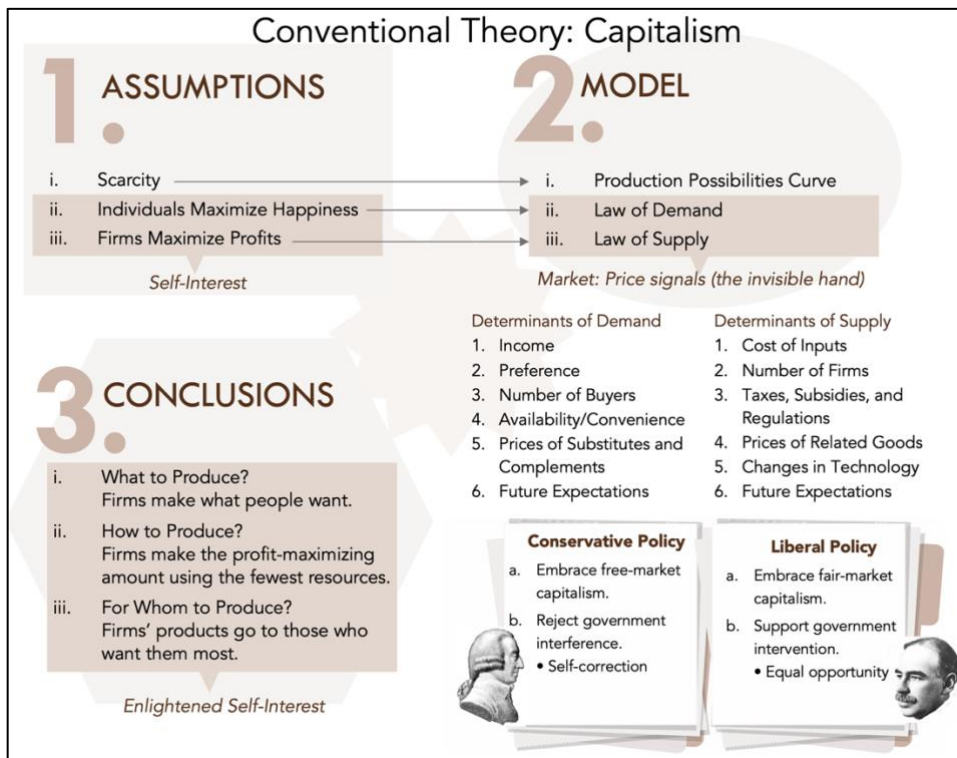 Conventional Theory: Capitalism
1.
ASSUMPTIONS
i. Scarcity
ii. Individuals Maximize Happiness
iii. Firms Maximize Profits
Self-Interest
2.
MODEL
i. Production Possibilities Curve
ii. Law of Demand
iii. Law of Supply
Market: Price signals (the invisible hand)
Determinants of Demand
1. Income
2. Preference
3. Number of Buyers
4. Availability/Convenience
5. Prices of Substitutes and
Complements
6. Future Expectations
Determinants of Supply
1. Cost of Inputs
2. Number of Firms
3. Taxes, Subsidies, and
Regulations
4. Prices of Related Goods
5. Changes in Technology
6. Future Expectations
3.
CONCLUSIONS
i. What to Produce?
Firms make what people want.
ii. How to Produce?
Firms make the profit-maximizing
amount using the fewest resources.
iii. For Whom to Produce?
Firms' products go to those who
want them most.
Enlightened Self-Interest
Conservative Policy
a. Embrace free-market
capitalism.
b. Reject government
interference.
• Self-correction
Liberal Policy
a. Embrace fair-market
capitalism.
b. Support government
intervention.
• Equal opportunity